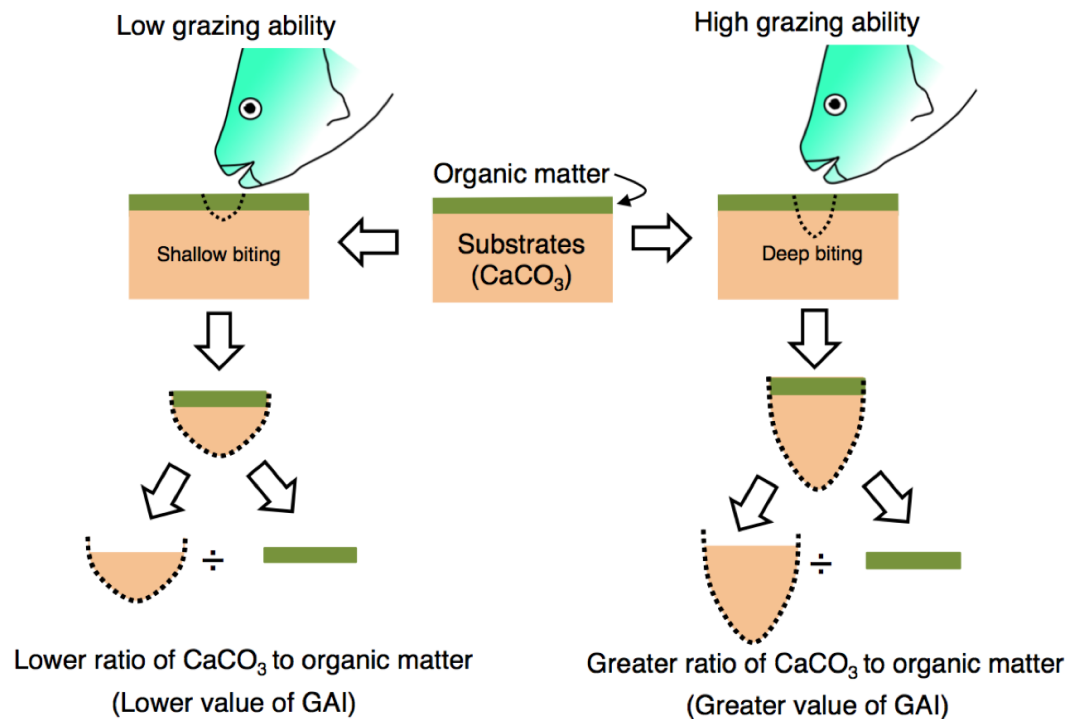 Low grazing ability
High grazing ability
Organic matter
Shallow biting
Substrates
(CaCO₃)
Deep biting
÷
÷
Lower ratio of CaCO₃ to organic matter
(Lower value of GAI)
Greater ratio of CaCO₃ to organic matter
(Greater value of GAI)